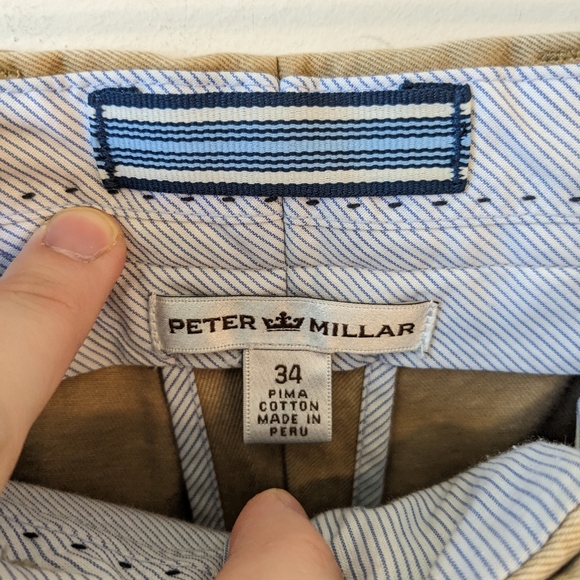 PETER MILLAR
34
PIMA
COTTON
MADE IN
PERU